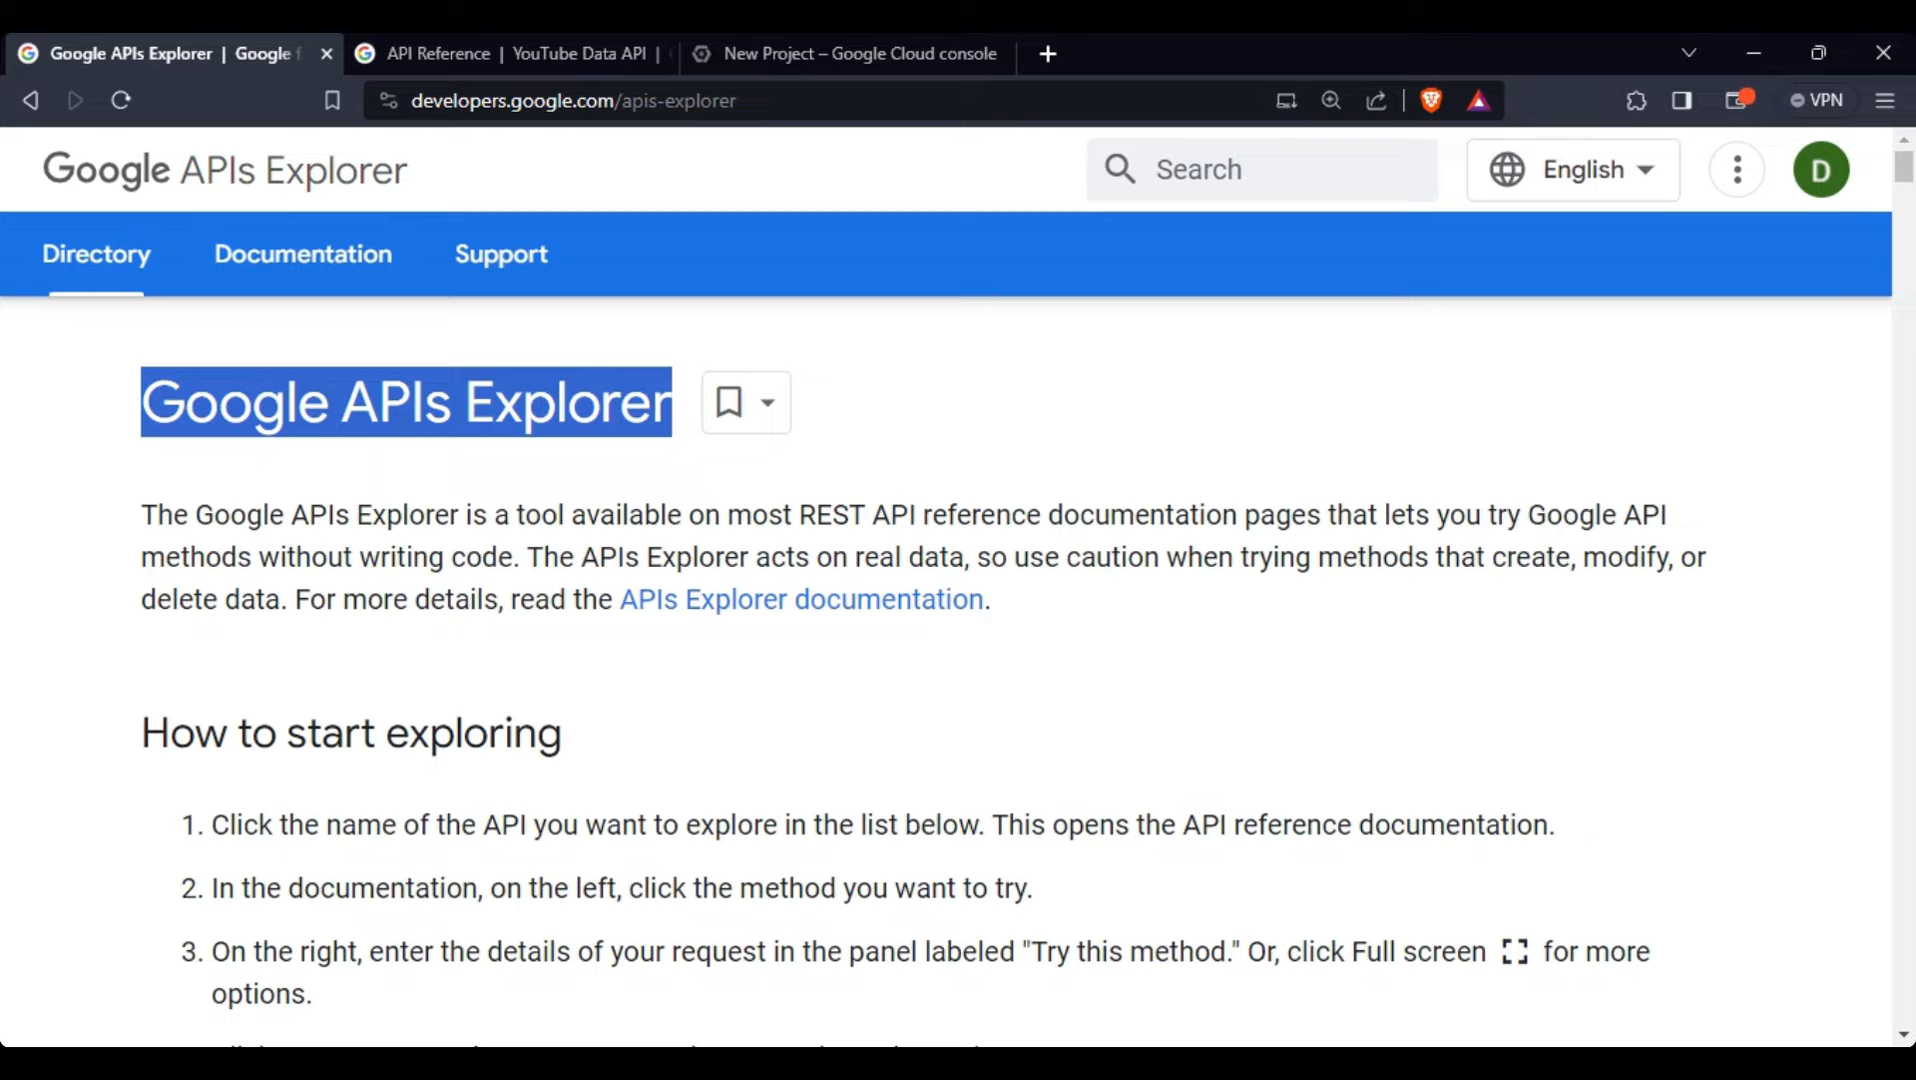 Google APIs Explorer | Google f
API Reference | YouTube Data API |
New Project – Google Cloud console
developers.google.com/apis-explorer
VPN
Google APIs Explorer
Search
English
D
Directory
Documentation
Support
Google APIs Explorer
The Google APIs Explorer is a tool available on most REST API reference documentation pages that lets you try Google API
methods without writing code. The APIs Explorer acts on real data, so use caution when trying methods that create, modify, or
delete data. For more details, read the APIs Explorer documentation.
How to start exploring
1. Click the name of the API you want to explore in the list below. This opens the API reference documentation.
2. In the documentation, on the left, click the method you want to try.
3. On the right, enter the details of your request in the panel labeled "Try this method." Or, click Full screen for more
options.